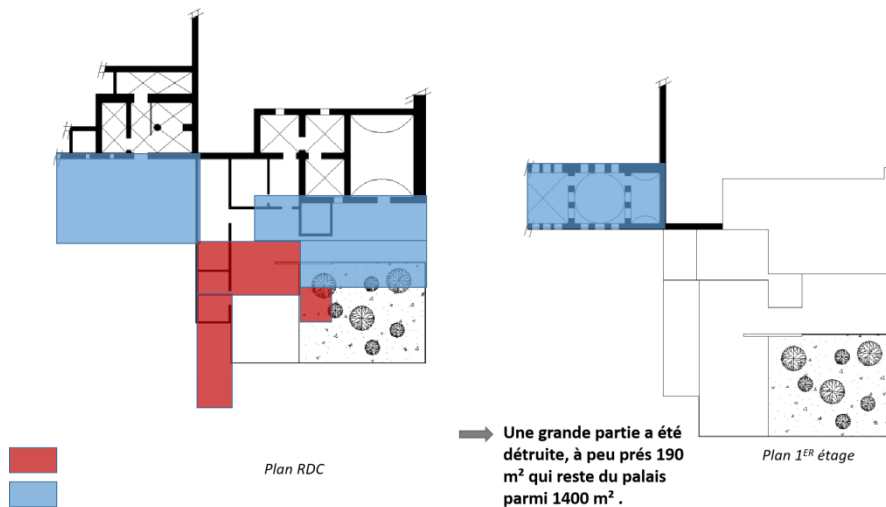 Plan RDC
Une grande partie a été
détruite, à peu prés 190
m² qui reste du palais
parmi 1400 m² .
Plan 1ER étage